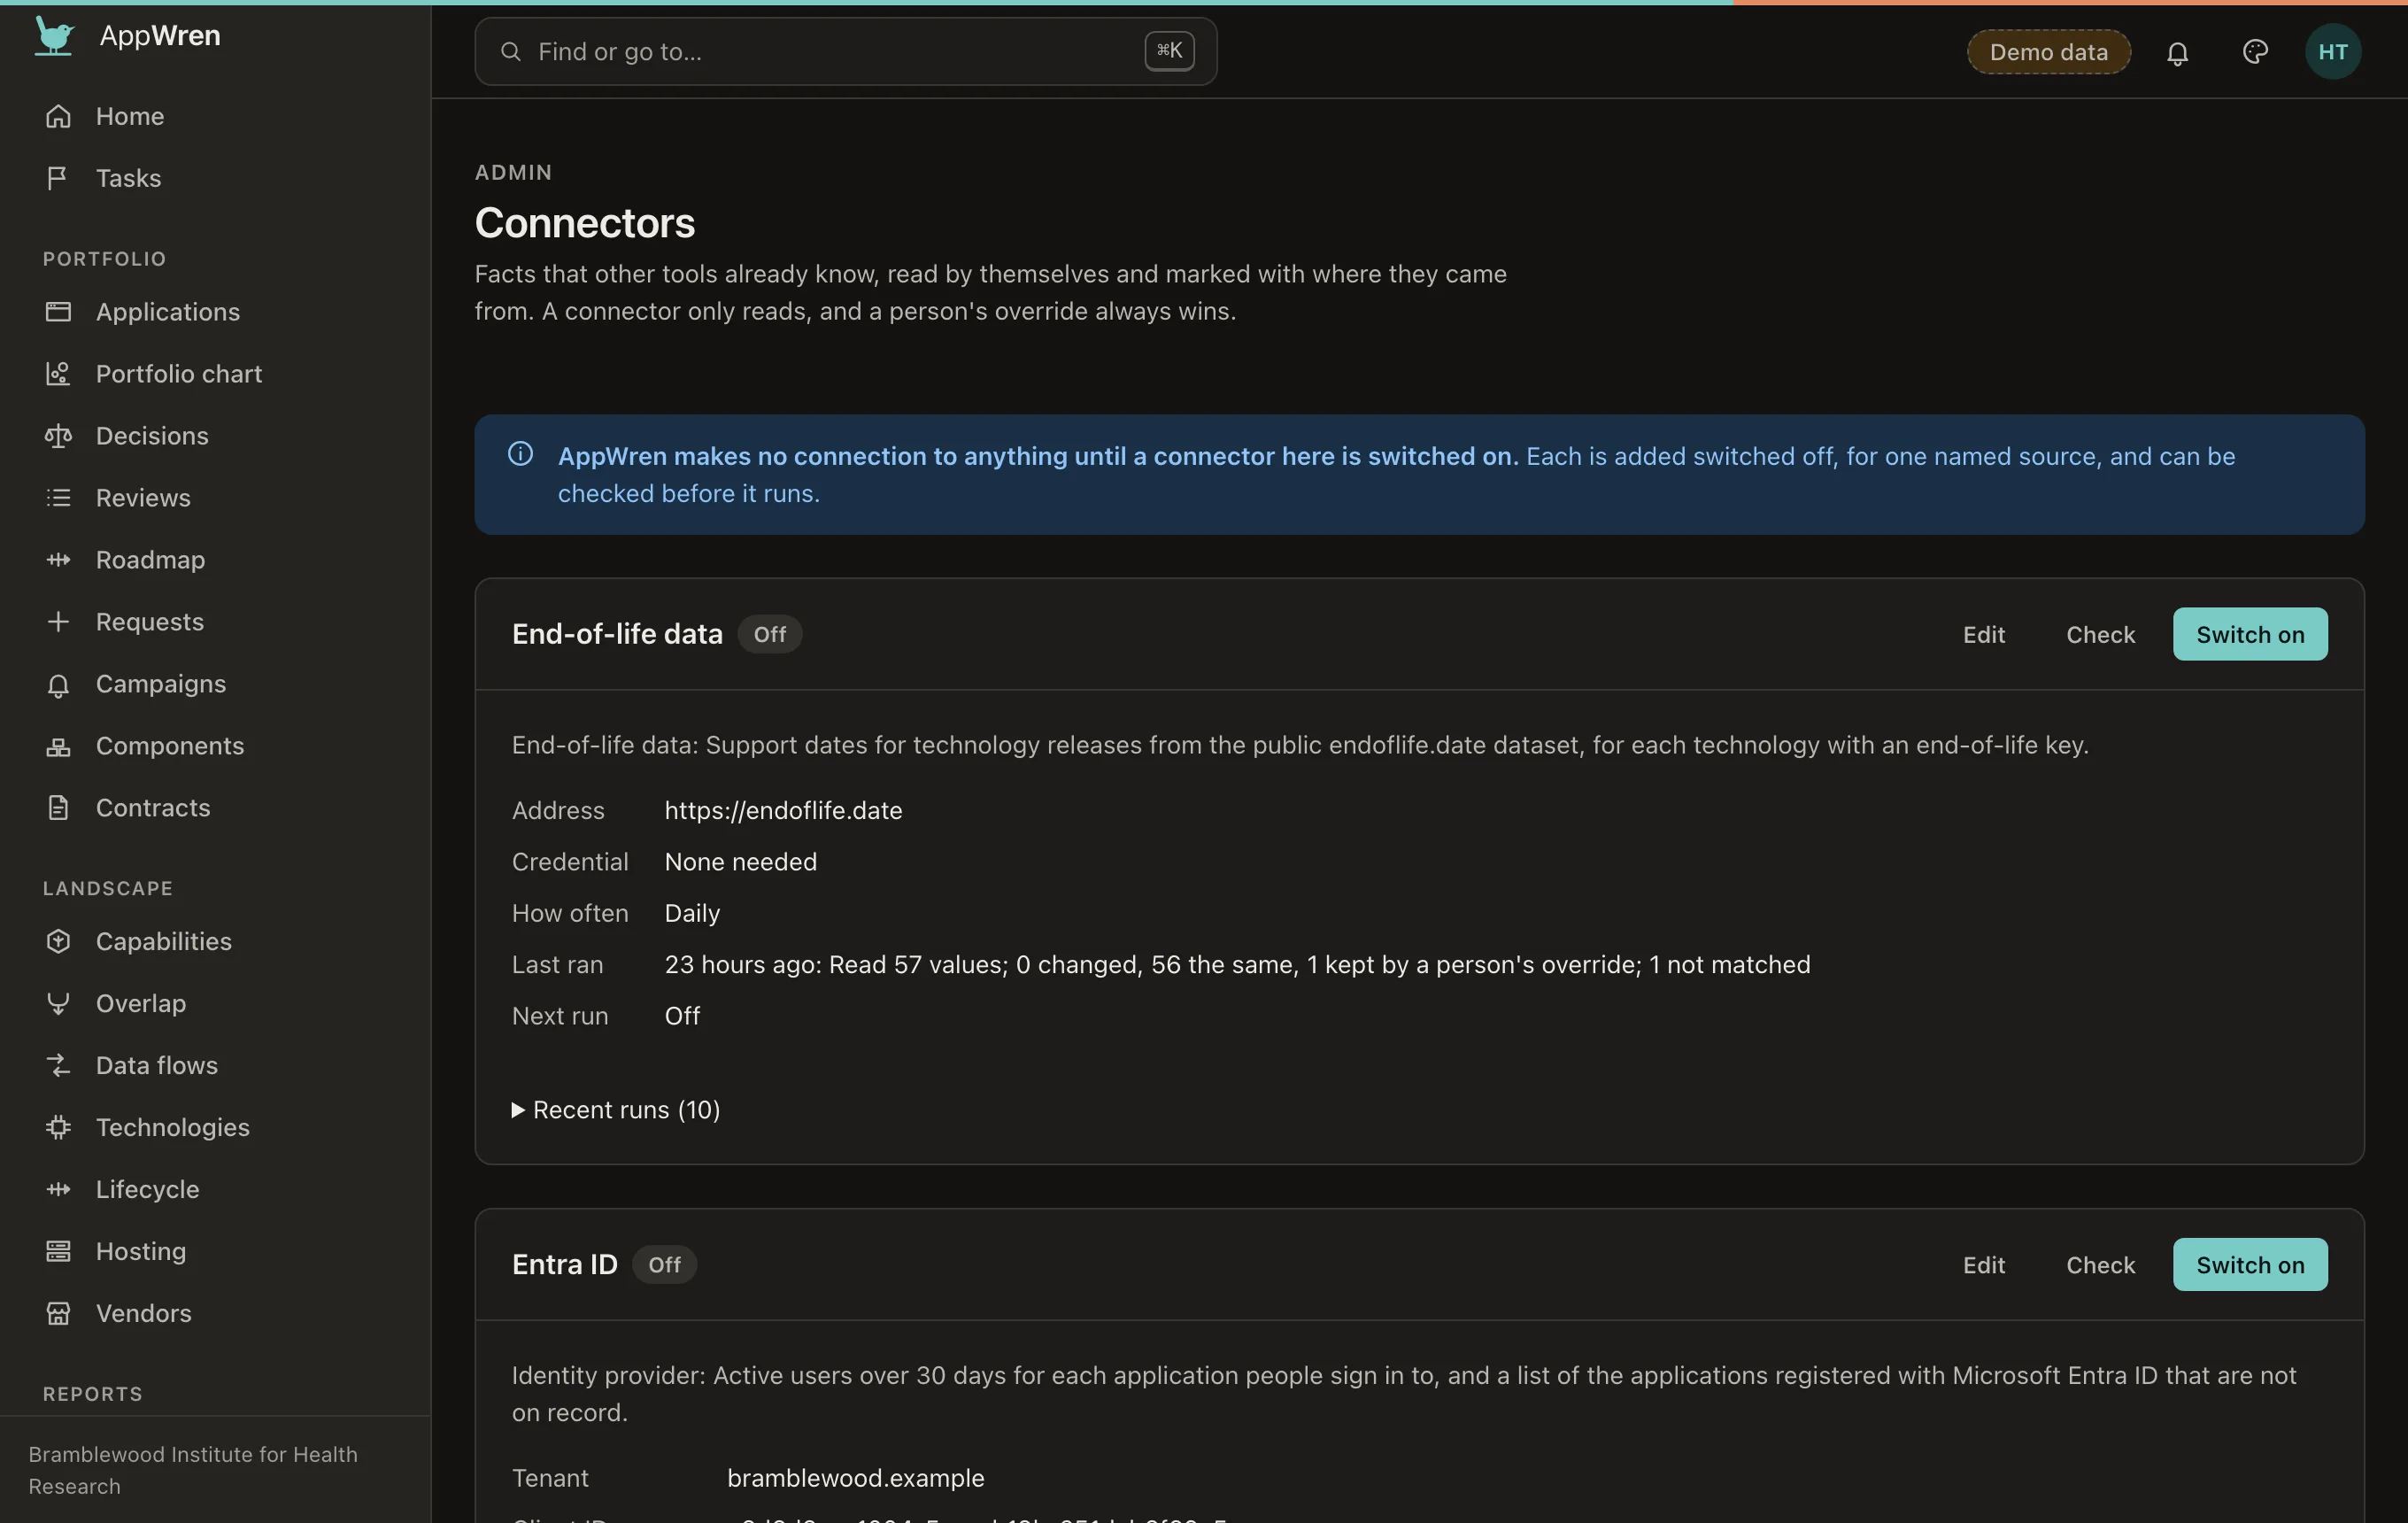 AppWren
Find or go to...
⌘K
Demo data
HT
Home
Tasks
PORTFOLIO
Applications
Portfolio chart
Decisions
Reviews
Roadmap
Requests
Campaigns
Components
Contracts
LANDSCAPE
Capabilities
Overlap
Data flows
Technologies
Lifecycle
Hosting
Vendors
REPORTS
Bramblewood Institute for Health
Research
ADMIN
Connectors
Facts that other tools already know, read by themselves and marked with where they came
from. A connector only reads, and a person's override always wins.
AppWren makes no connection to anything until a connector here is switched on. Each is added switched off, for one named source, and can be
checked before it runs.
End-of-life data Off Edit Check Switch on
End-of-life data: Support dates for technology releases from the public endoflife.date dataset, for each technology with an end-of-life key.
Address https://endoflife.date
Credential None needed
How often Daily
Last ran 23 hours ago: Read 57 values; 0 changed, 56 the same, 1 kept by a person's override; 1 not matched
Next run Off
Recent runs (10)
Entra ID Off Edit Check Switch on
Identity provider: Active users over 30 days for each application people sign in to, and a list of the applications registered with Microsoft Entra ID that are not
on record.
Tenant bramblewood.example
Client ID